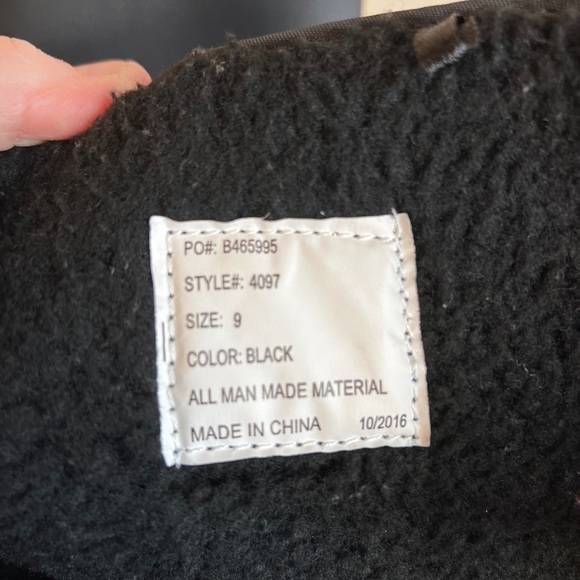 PO#: B465995
STYLE#: 4097
SIZE: 9
COLOR: BLACK
ALL MAN MADE MATERIAL
MADE IN CHINA 10/2016